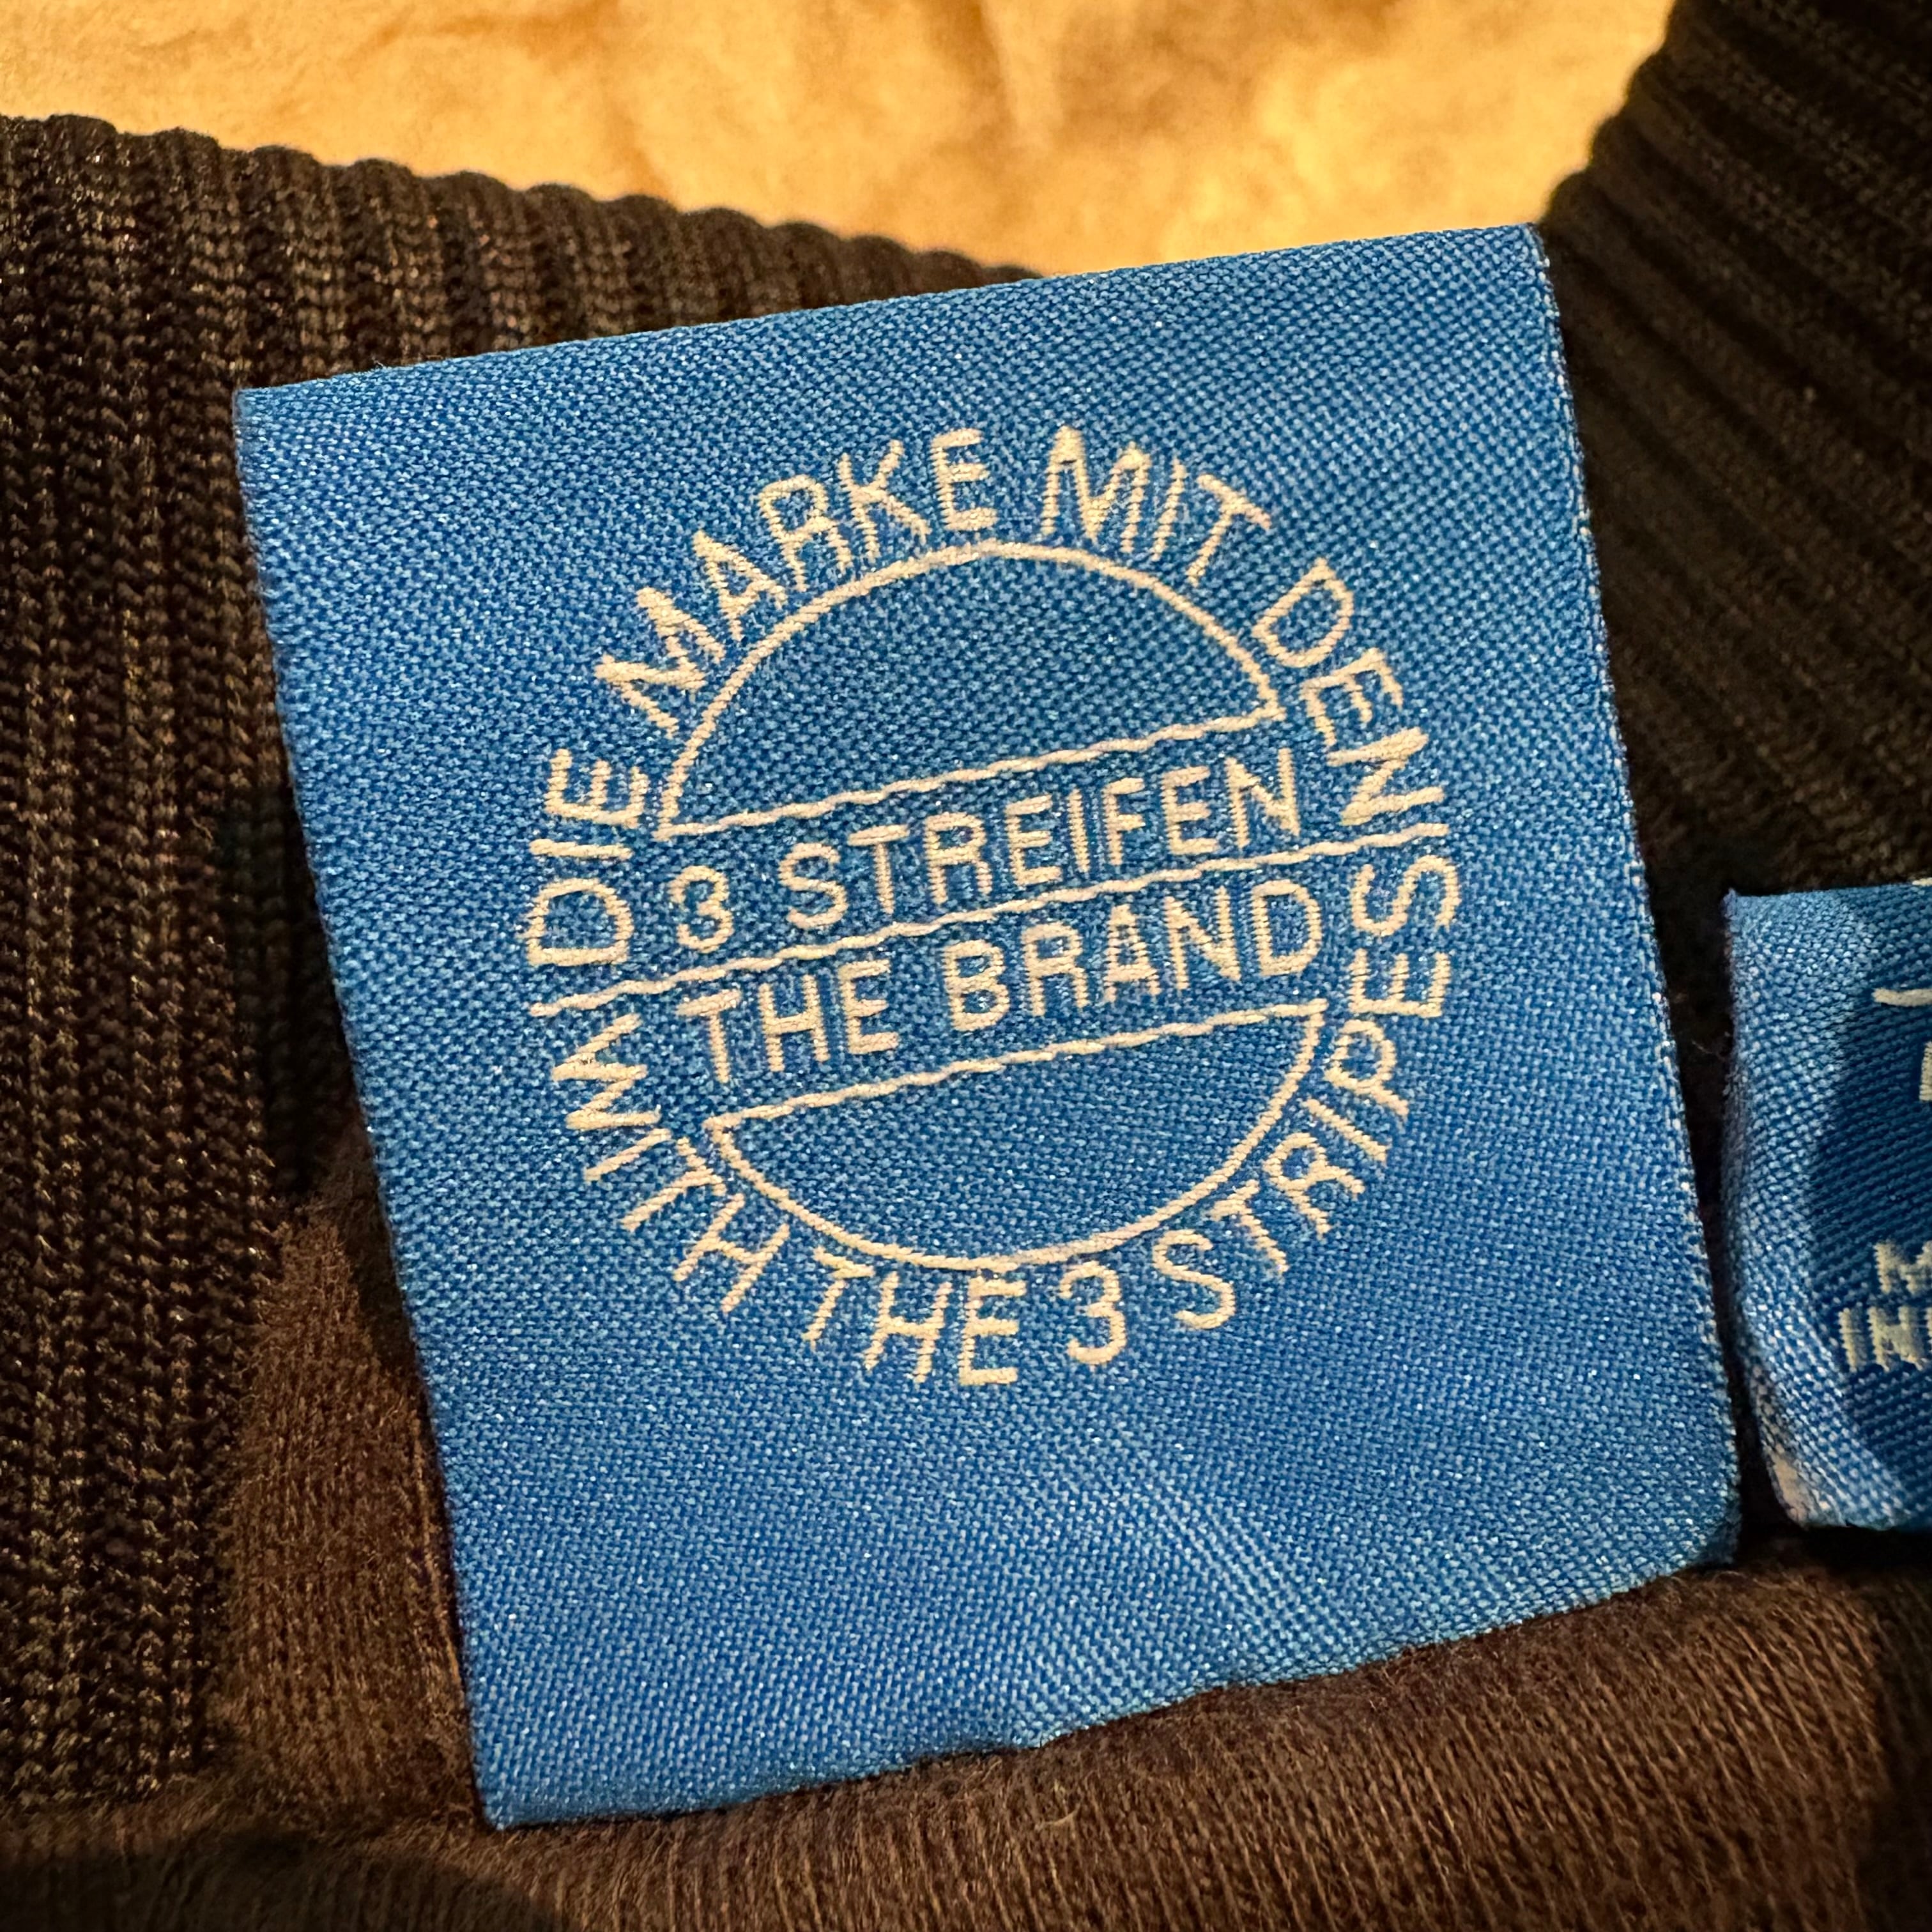 DIE MARKE MIT DEN
3 STREIFEN
THE BRAND
WITH THE 3 STRIPES